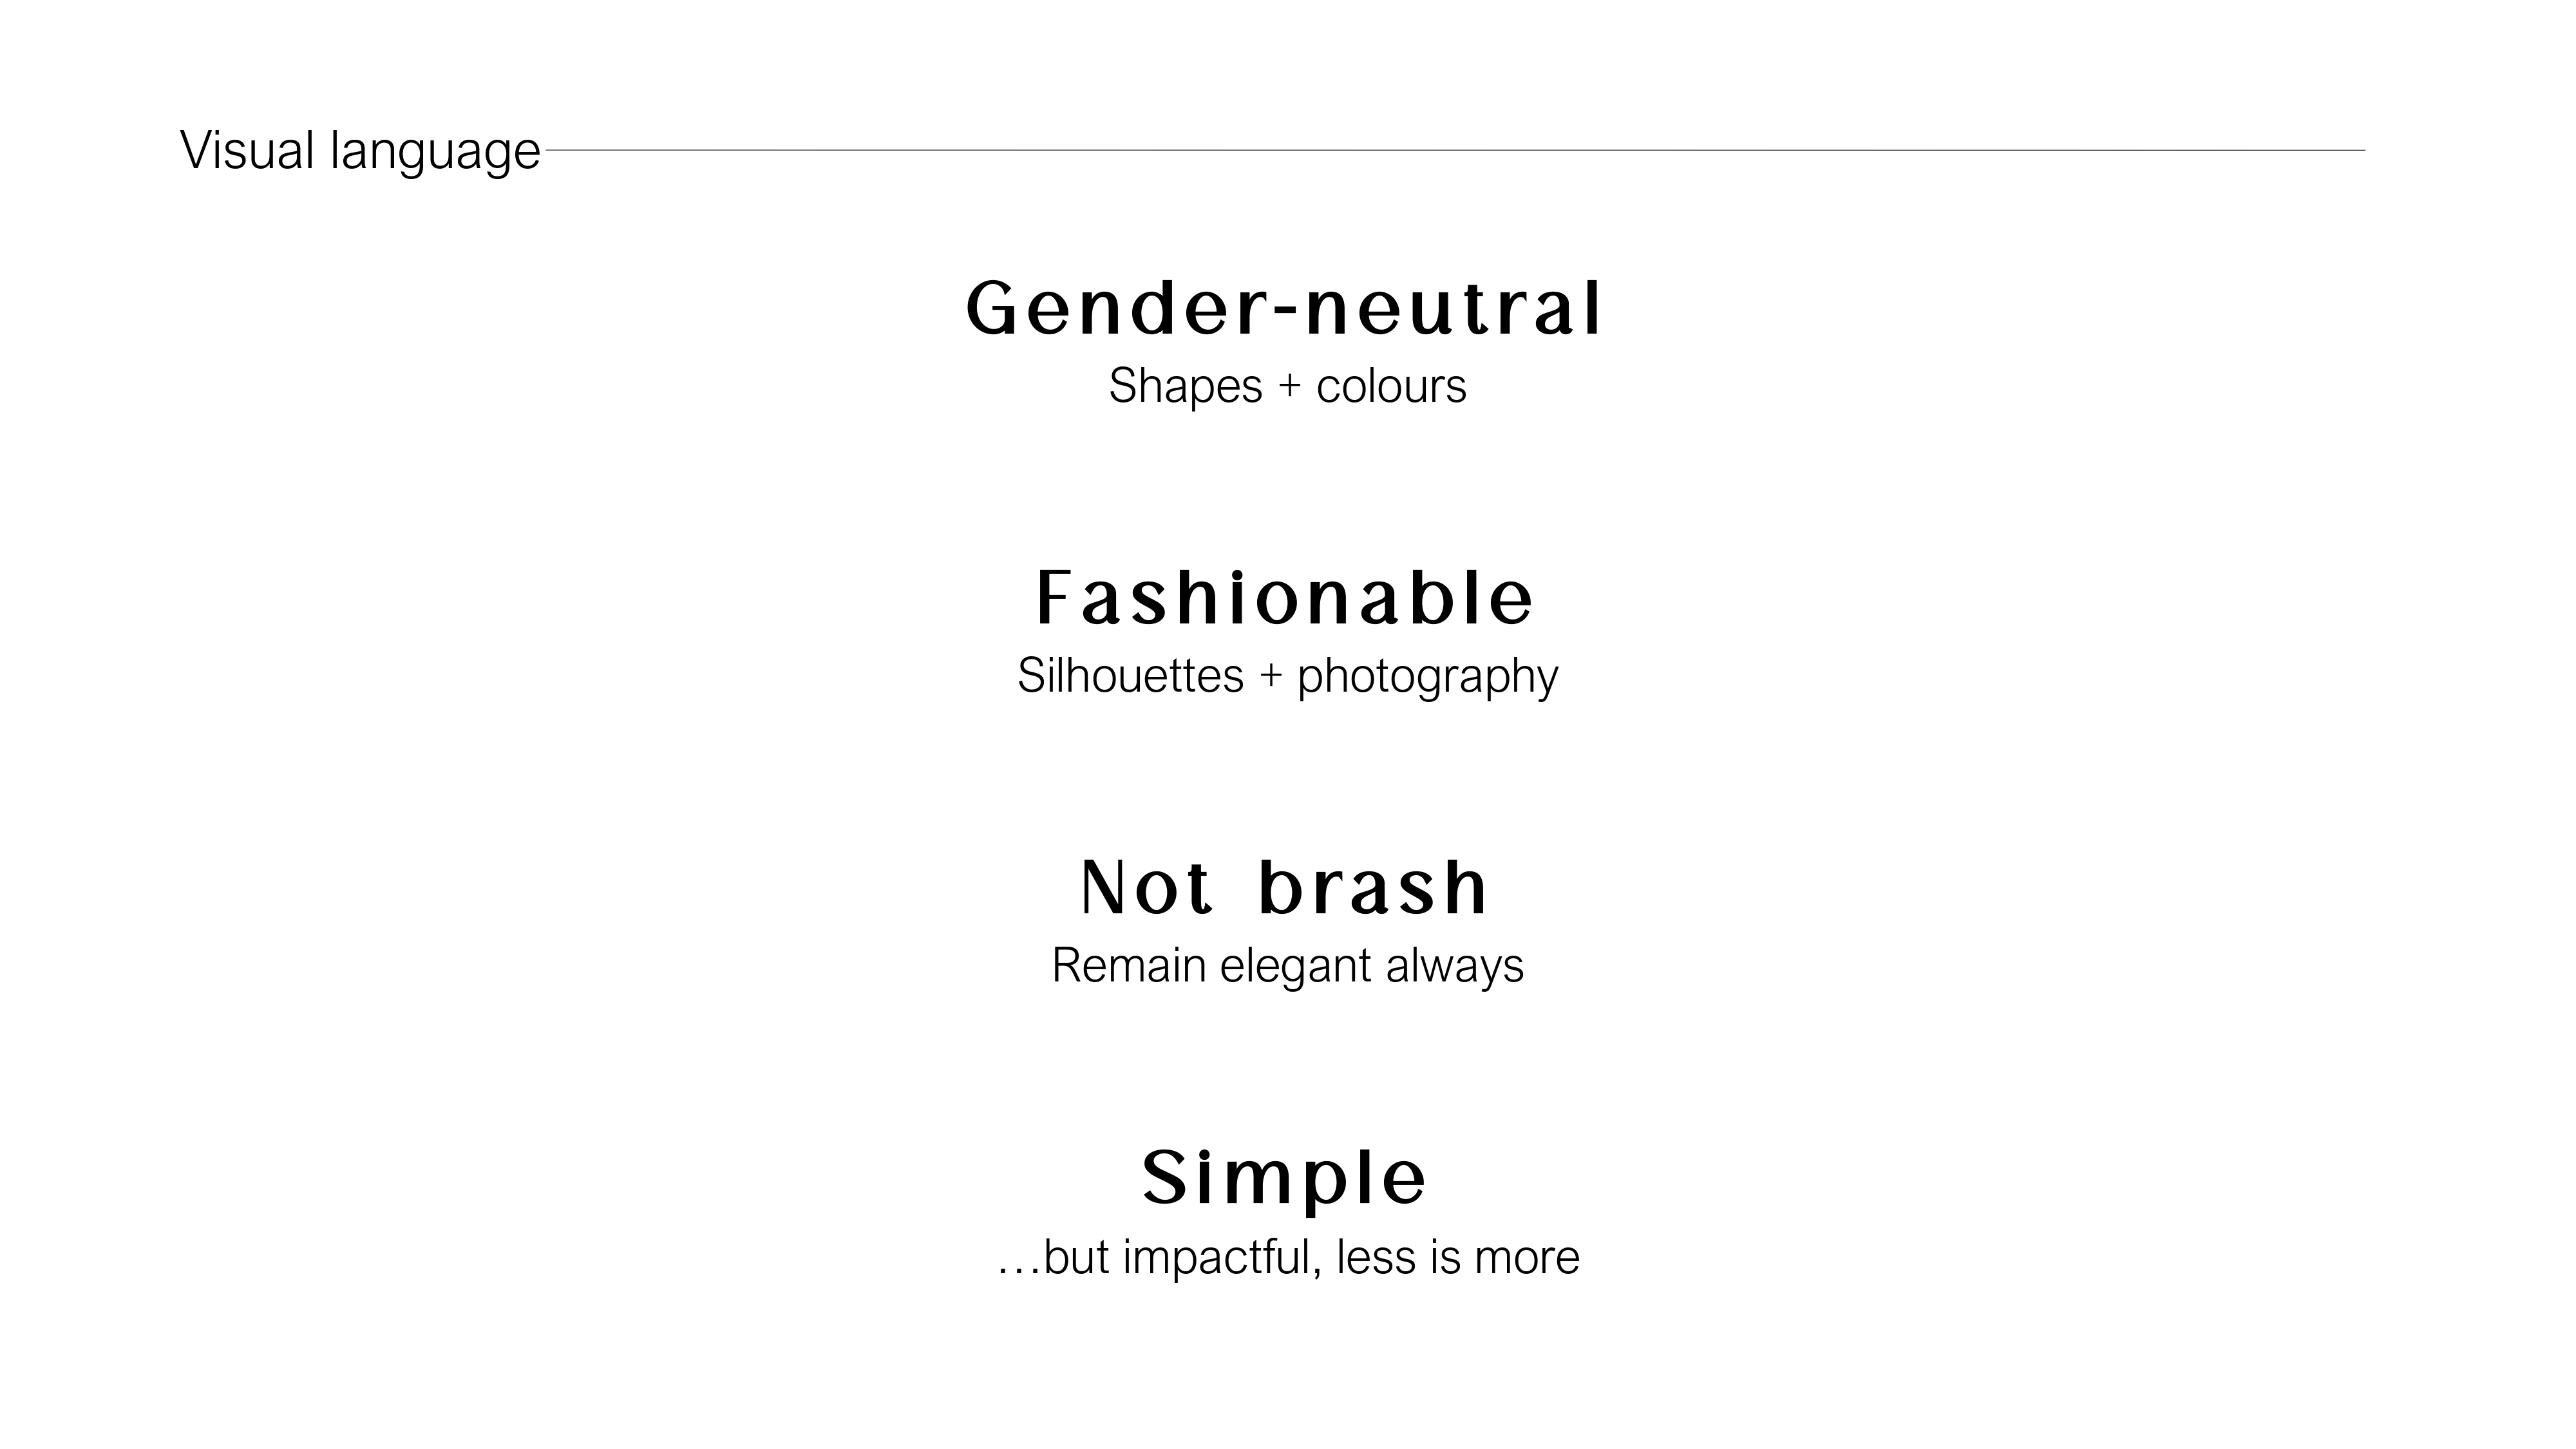 Visual language
Gender-neutral
Shapes + colours
Fashionable
Silhouettes + photography
Not brash
Remain elegant always
Simple
...but impactful, less is more